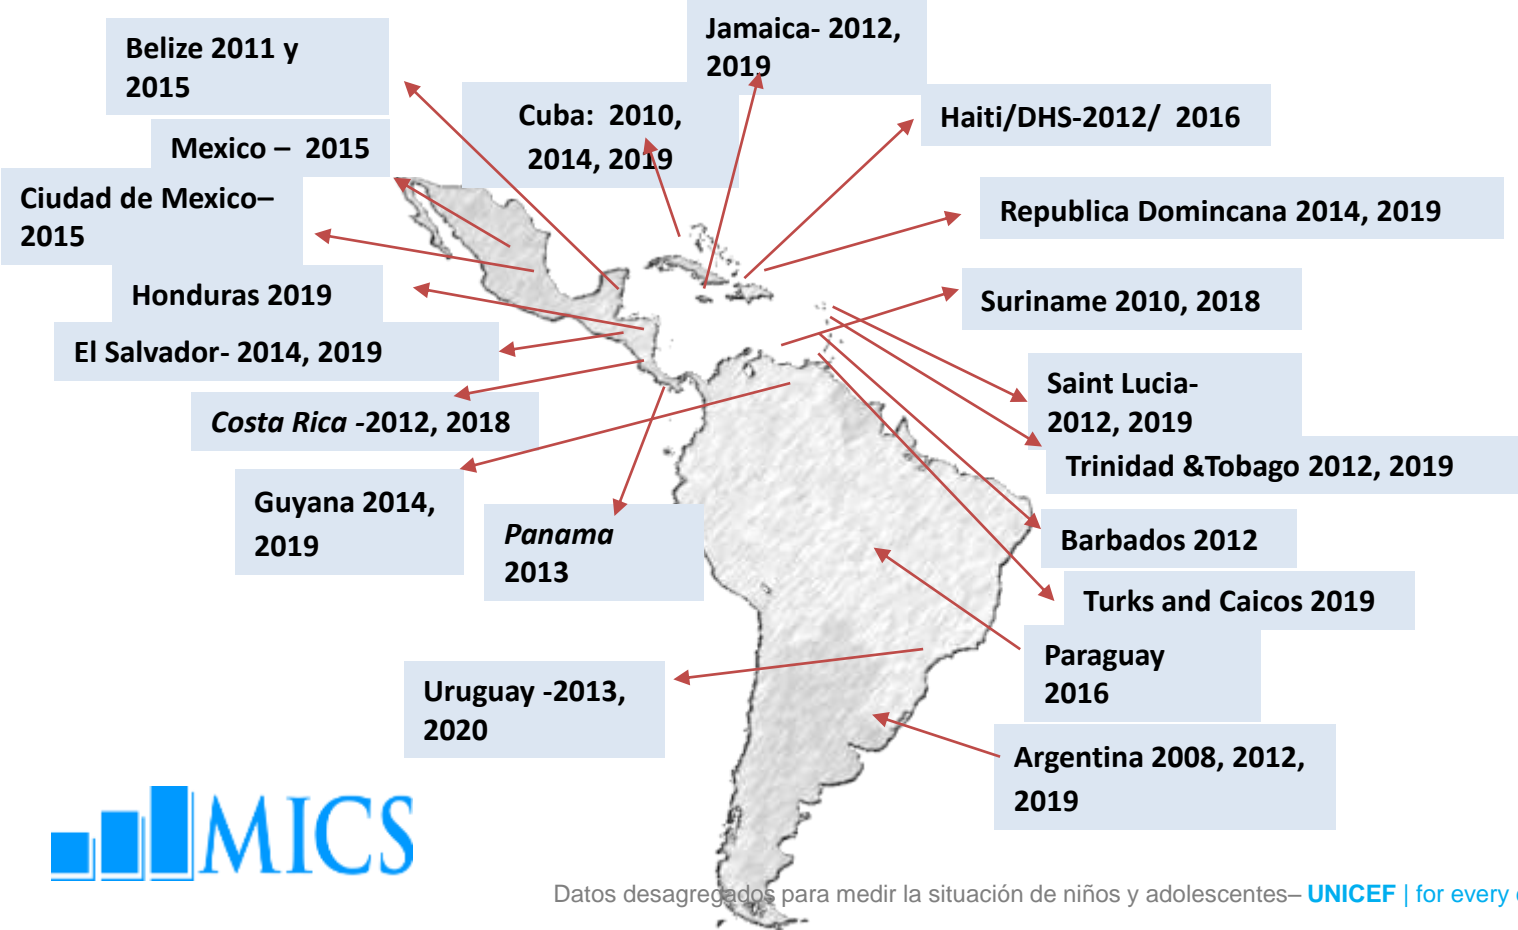 Jamaica- 2012,
2019
Belize 2011 y
2015
Cuba: 2010,
2014, 2019
Haiti/DHS-2012/ 2016
Mexico – 2015
Ciudad de Mexico–
2015
Republica Domincana 2014, 2019
Honduras 2019
Suriname 2010, 2018
El Salvador- 2014, 2019
Saint Lucia-
2012, 2019
Costa Rica -2012, 2018
Trinidad &Tobago 2012, 2019
Guyana 2014,
2019
Panama
2013
Barbados 2012
Turks and Caicos 2019
Paraguay
2016
Uruguay -2013,
2020
Argentina 2008, 2012,
2019
MICS
Datos desagregados para medir la situación de niños y adolescentes– UNICEF | for every